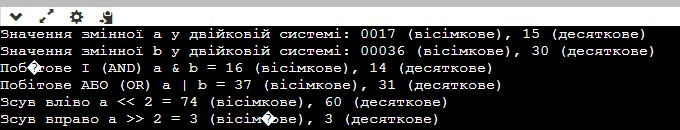 Значення змінної a у двійковій системі: 0017 (вісімкове), 15 (десяткове)
Значення змінної b у двійковій системі: 00036 (вісімкове), 30 (десяткове)
Поб�тове І (AND) a & b = 16 (вісімкове), 14 (десяткове)
Побітове АБО (OR) a | b = 37 (вісімкове), 31 (десяткове)
Зсув вліво a << 2 = 74 (вісімкове), 60 (десяткове)
Зсув вправо a >> 2 = 3 (вісім�ове), 3 (десяткове)